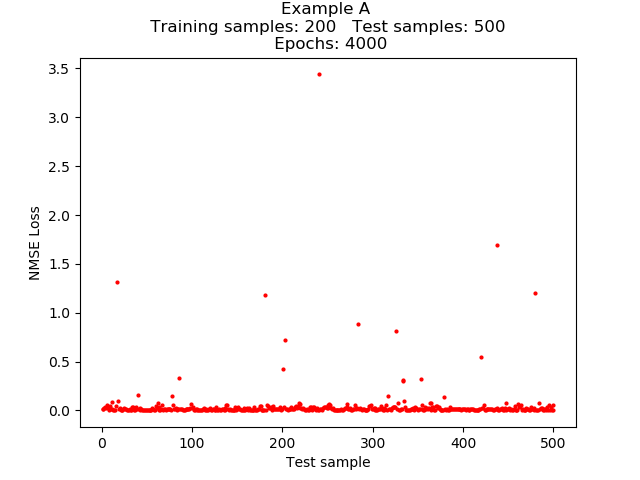 Example A
Training samples: 200   Test samples: 500
Epochs: 4000
3.5
3.0
2.5
2.0
1.5
1.0
0.5
0.0
NMSE Loss
0 100 200 300 400 500
Test sample